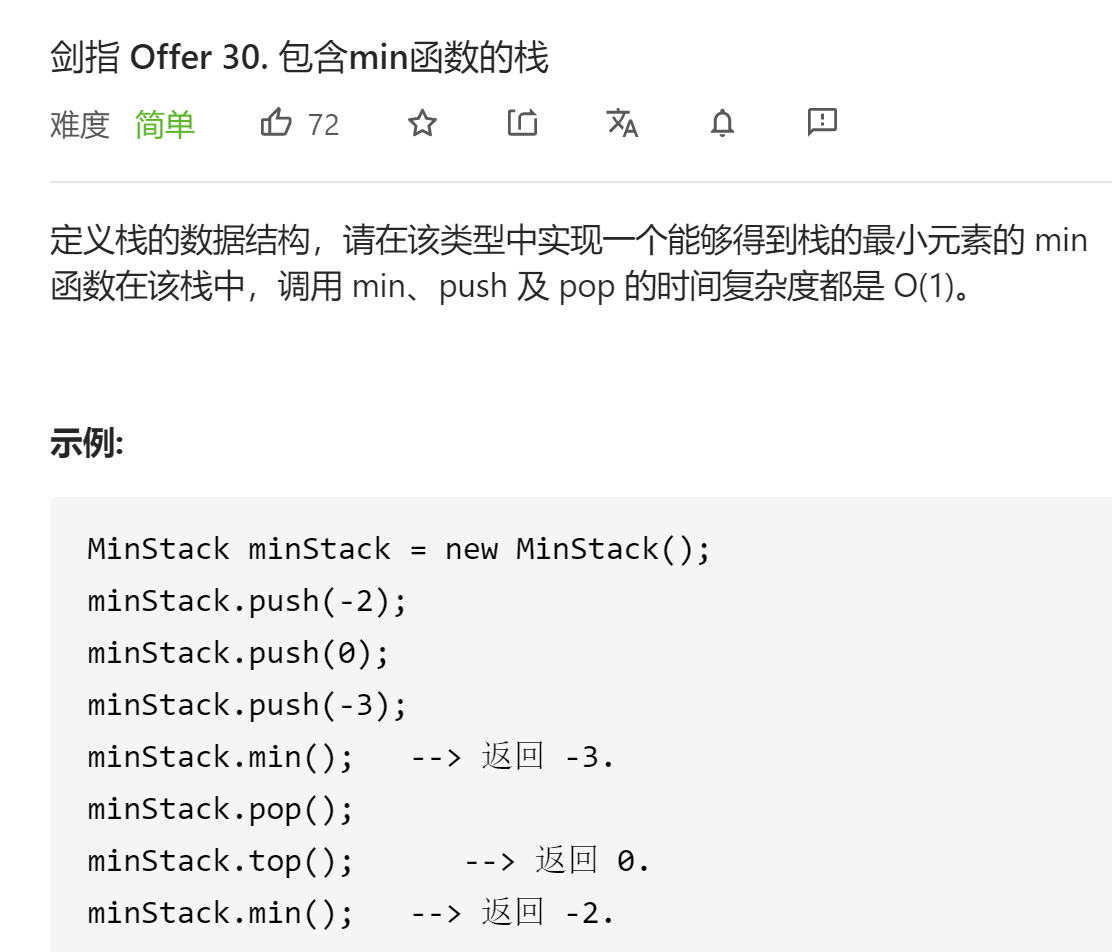 剑指 Offer 30. 包含min函数的栈
难度 简单 72
定义栈的数据结构，请在该类型中实现一个能够得到栈的最小元素的 min
函数在该栈中，调用 min、push 及 pop 的时间复杂度都是 O(1)。
示例:
MinStack minStack = new MinStack();
minStack.push(-2);
minStack.push(0);
minStack.push(-3);
minStack.min();   --> 返回 -3.
minStack.pop();
minStack.top();      --> 返回 0.
minStack.min();   --> 返回 -2.